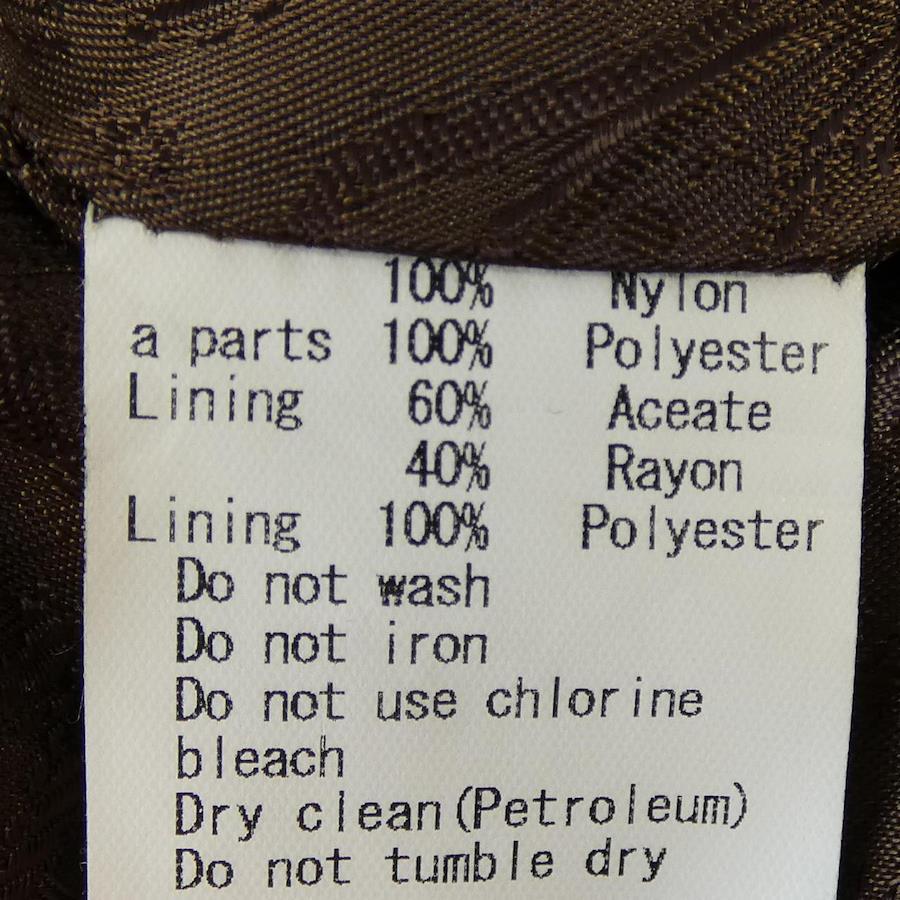 100% Nylon
a parts 100% Polyester
Lining 60% Aceate
40% Rayon
Lining 100% Polyester
Do not wash
Do not iron
Do not use chlorine
bleach
Dry clean(Petroleum)
Do not tumble dry